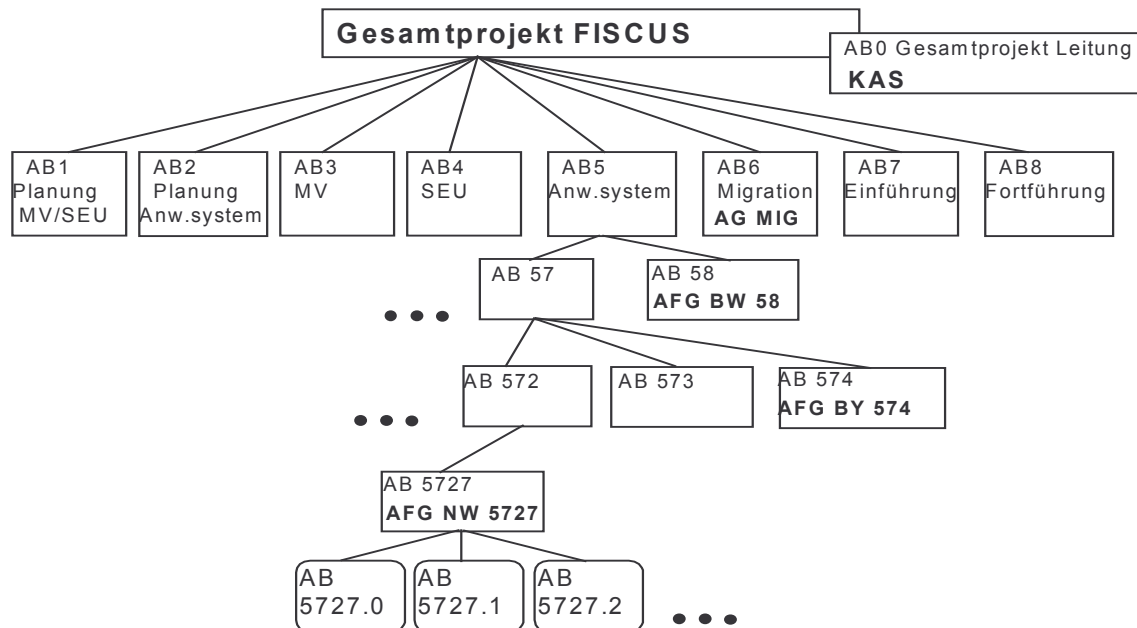 Gesamtprojekt FISCUS
AB0 Gesamtprojekt Leitung
KAS
AB1
Planung
MV/SEU
AB2
Planung
Anw.system
AB3
MV
AB4
SEU
AB5
Anw.system
AB6
Migration
AG MIG
AB7
Einführung
AB8
Fortführung
AB 57
AB 58
AFG BW 58
AB 572
AB 573
AB 574
AFG BY 574
AB 5727
AFG NW 5727
AB
5727.0
AB
5727.1
AB
5727.2